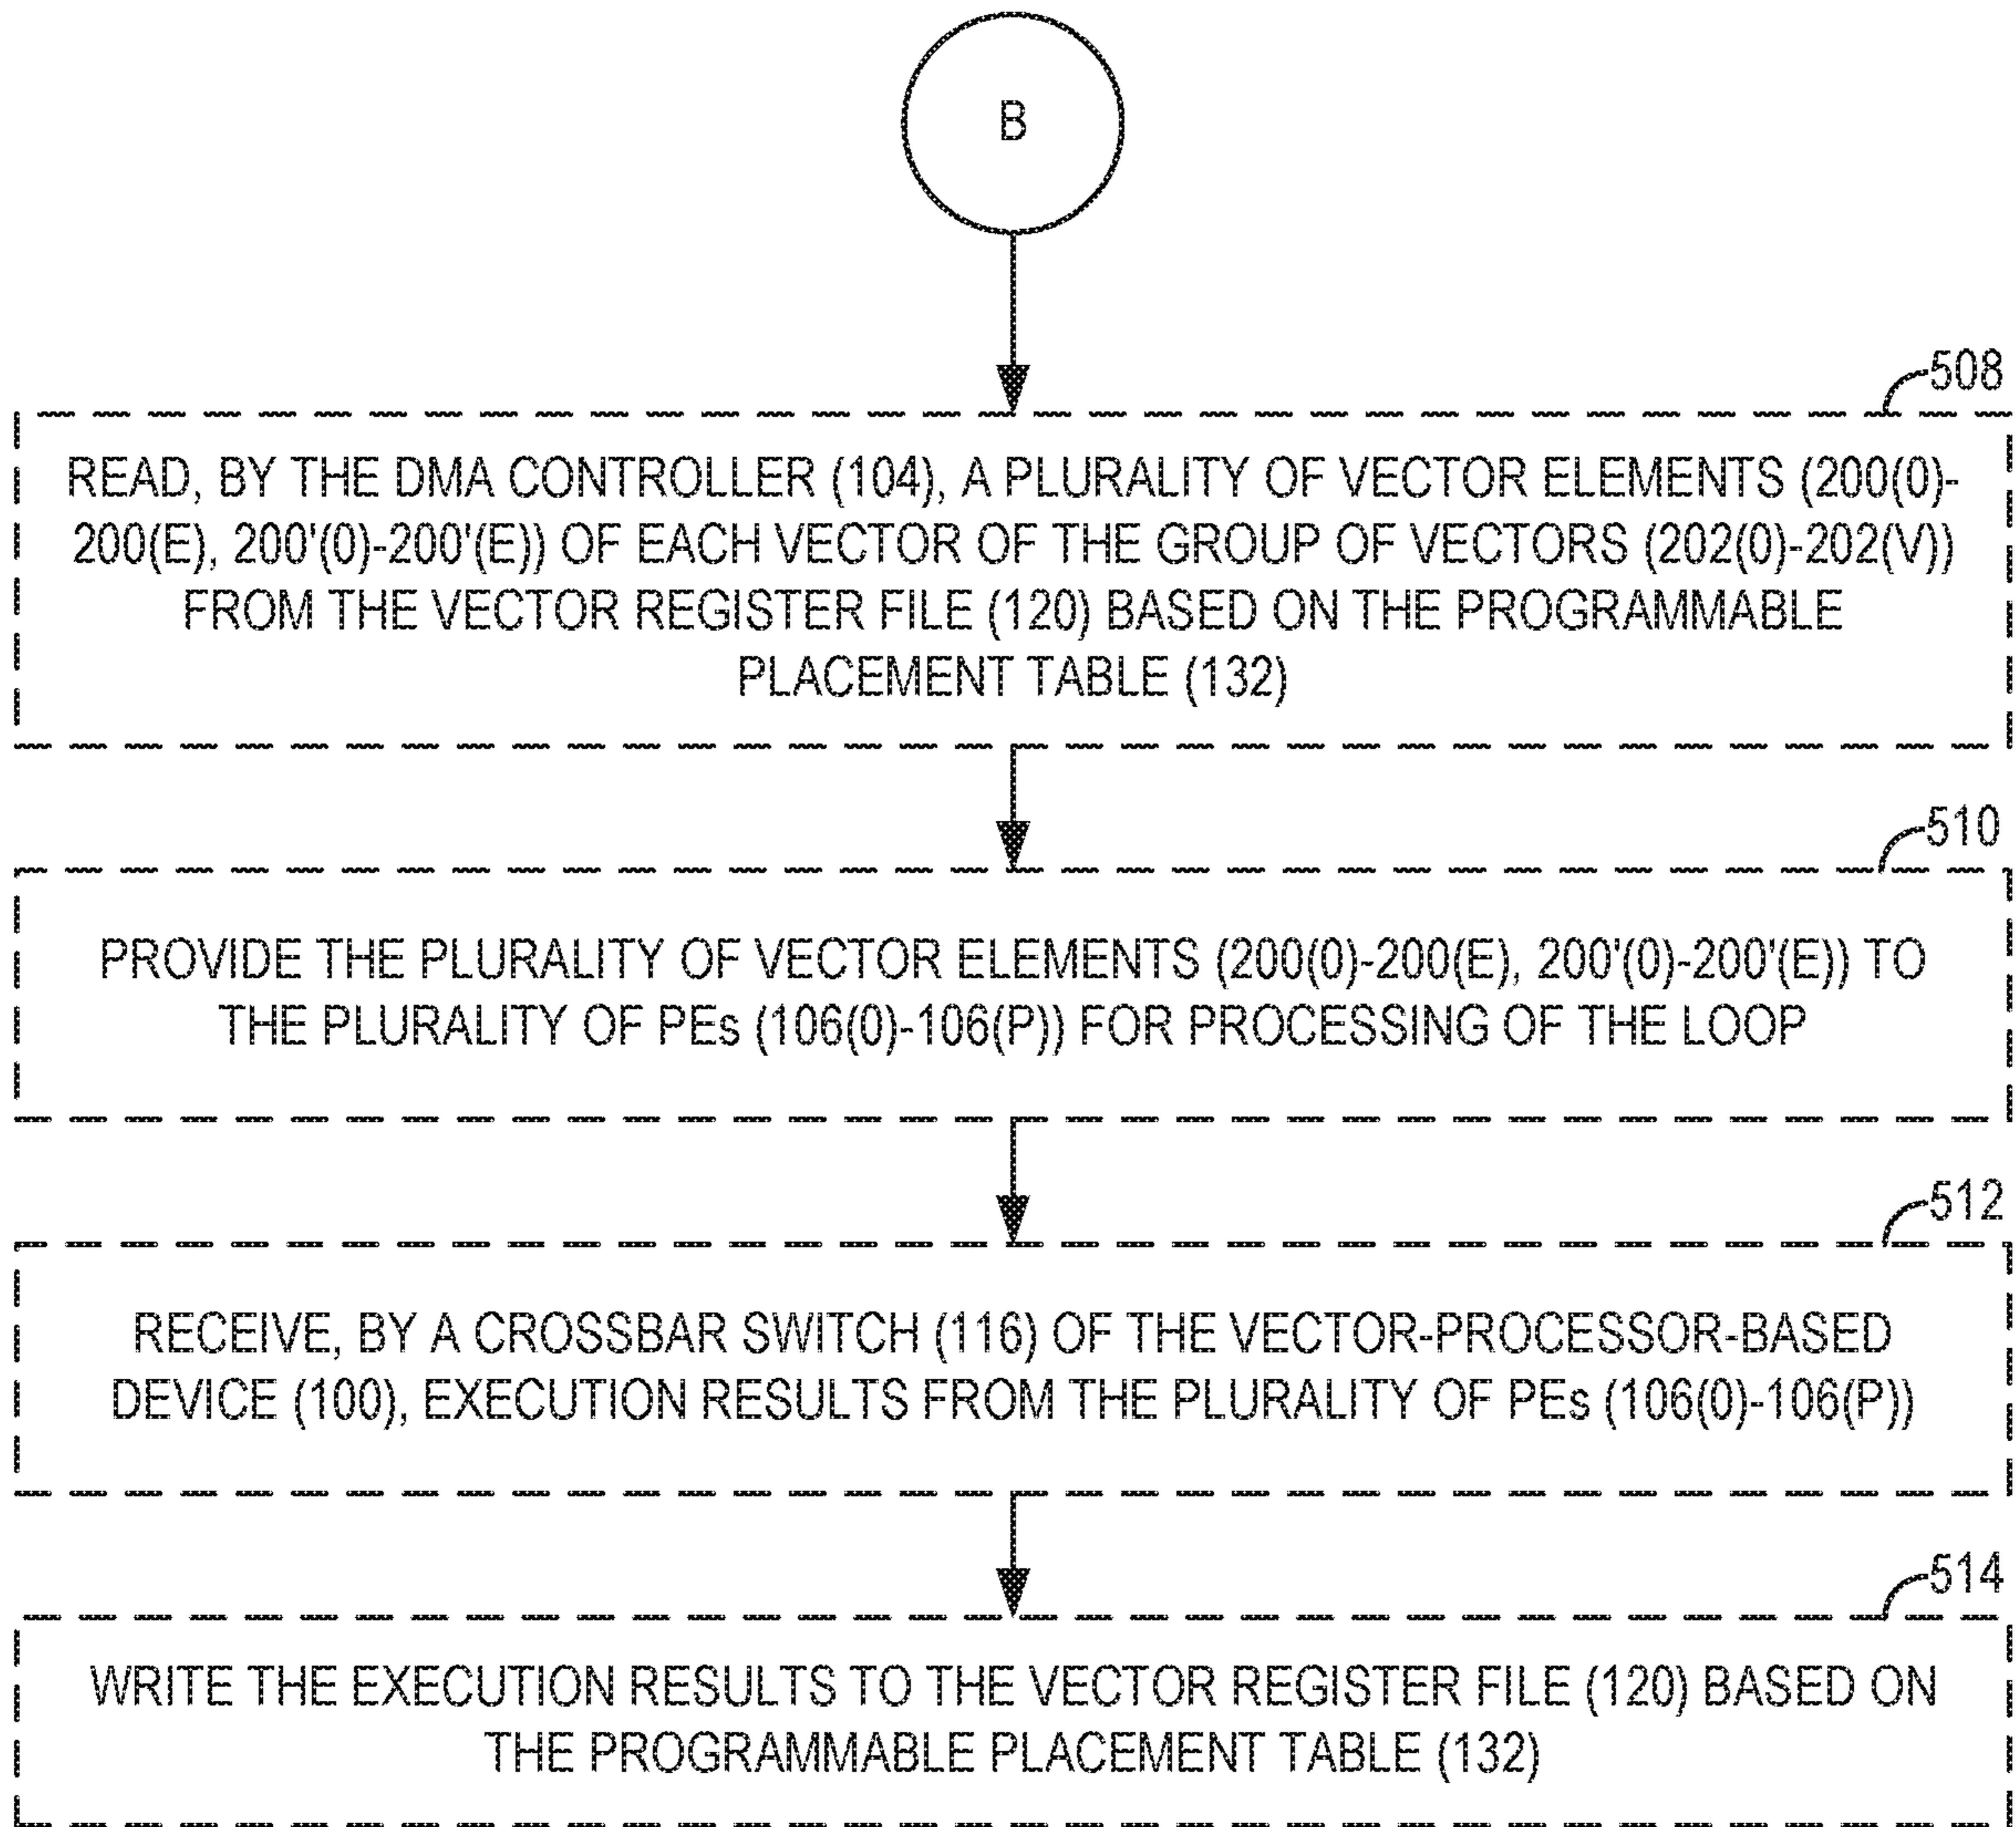 B
508
READ, BY THE DMA CONTROLLER (104), A PLURALITY OF VECTOR ELEMENTS (200(0)-
200(E), 200'(0)-200'(E)) OF EACH VECTOR OF THE GROUP OF VECTORS (202(0)-202(V))
FROM THE VECTOR REGISTER FILE (120) BASED ON THE PROGRAMMABLE
PLACEMENT TABLE (132)
510
PROVIDE THE PLURALITY OF VECTOR ELEMENTS (200(0)-200(E), 200'(0)-200'(E)) TO
THE PLURALITY OF PEs (106(0)-106(P)) FOR PROCESSING OF THE LOOP
512
RECEIVE, BY A CROSSBAR SWITCH (116) OF THE VECTOR-PROCESSOR-BASED
DEVICE (100), EXECUTION RESULTS FROM THE PLURALITY OF PEs (106(0)-106(P))
514
WRITE THE EXECUTION RESULTS TO THE VECTOR REGISTER FILE (120) BASED ON
THE PROGRAMMABLE PLACEMENT TABLE (132)